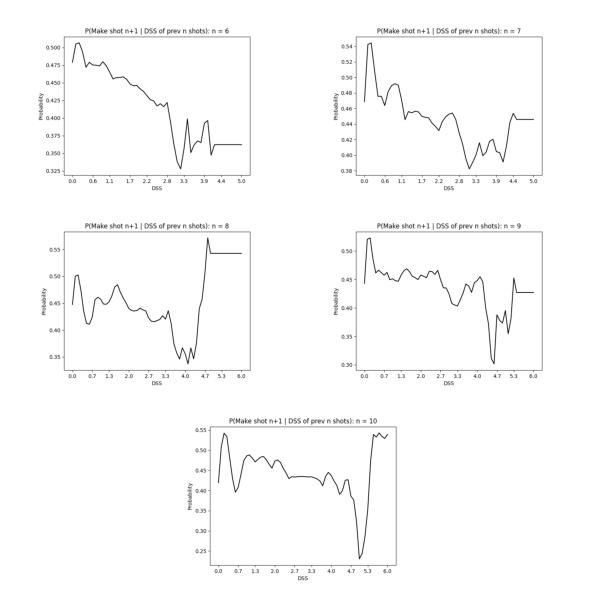 P(Make shot n+1 | DSS of prev n shots): n = 6
0.500
0.475
0.450
0.425
0.400
0.375
0.350
0.325
Probability
0.0 0.6 1.1 1.7 2.2 2.8 3.3 3.9 4.4 5.0
DSS
P(Make shot n+1 | DSS of prev n shots): n = 7
0.54
0.52
0.50
0.48
0.46
0.44
0.42
0.40
0.38
Probability
0.0 0.6 1.1 1.7 2.2 2.8 3.3 3.9 4.4 5.0
DSS
P(Make shot n+1 | DSS of prev n shots): n = 8
0.55
0.50
0.45
0.40
0.35
Probability
0.0 0.7 1.3 2.0 2.7 3.3 4.0 4.7 5.3 6.0
DSS
P(Make shot n+1 | DSS of prev n shots): n = 9
0.50
0.45
0.40
0.35
0.30
Probability
0.0 0.7 1.3 2.0 2.7 3.3 4.0 4.7 5.3 6.0
DSS
P(Make shot n+1 | DSS of prev n shots): n = 10
0.55
0.50
0.45
0.40
0.35
0.30
0.25
Probability
0.0 0.7 1.3 2.0 2.7 3.3 4.0 4.7 5.3 6.0
DSS